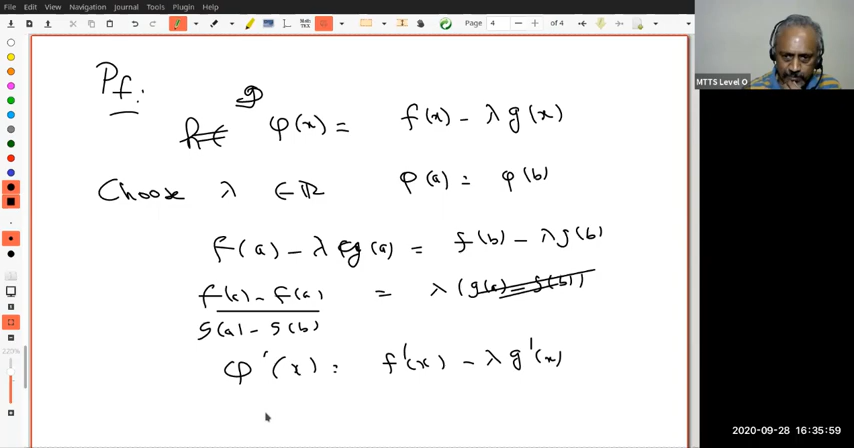 File Edit View Navigation Journal Tools Plugin Help
Page 4 of 4
MTTS Level O
Pf:
φ(x) = f(x) - λ g(x)
Choose λ ∈ ℝ φ(a) = φ(b)
f(a) - λ g(a) = f(b) - λ g(b)
f(a) - f(a) = λ (g(a) - g(b))
g(a) - g(b)
φ'(x) = f'(x) - λ g'(x)
220%
2020-09-28 16:35:59